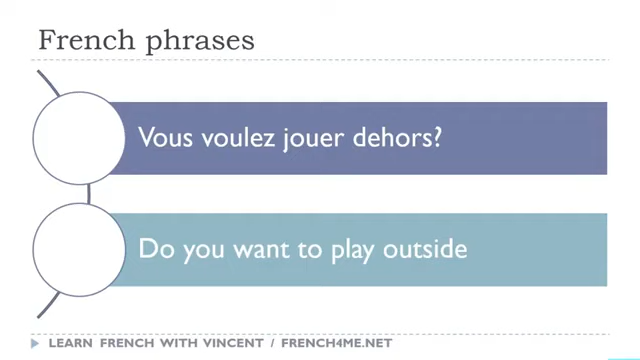 French phrases
Vous voulez jouer dehors?
Do you want to play outside
LEARN FRENCH WITH VINCENT / FRENCH4ME.NET